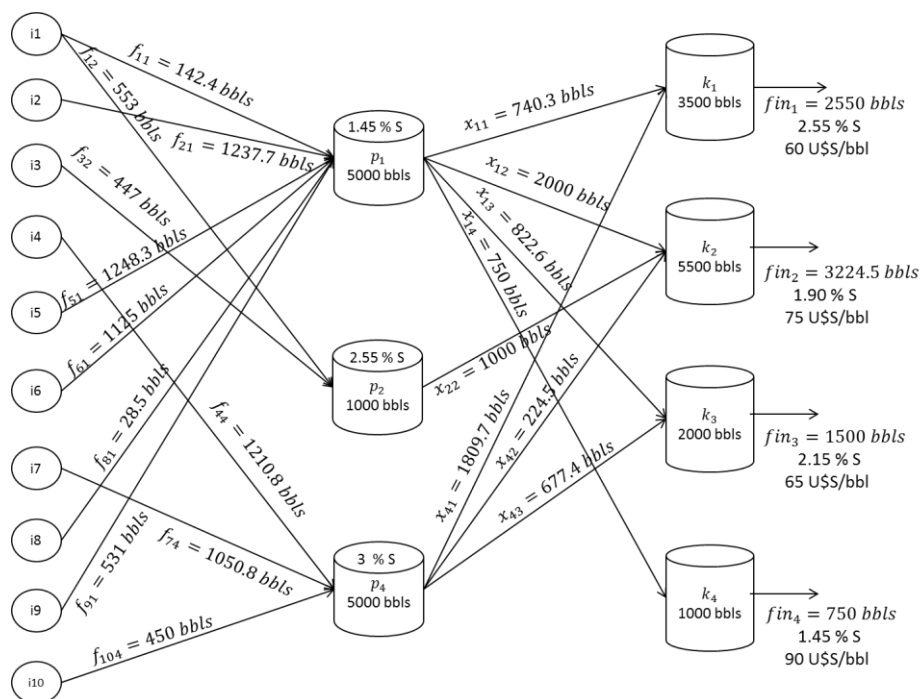 i1
i2
i3
i4
i5
i6
i7
i8
i9
i10
f₁₁ = 142.4 bbls
f₁₂ = 553 bbls
f₂₁ = 1237.7 bbls
f₃₂ = 447 bbls
f₅₁ = 1248.3 bbls
f₆₁ = 1125 bbls
f₄₄ = 1210.8 bbls
f₈₁ = 28.5 bbls
f₇₄ = 1050.8 bbls
f₉₁ = 531 bbls
f₁₀₄ = 450 bbls
1.45 % S
p₁
5000 bbls
2.55 % S
p₂
1000 bbls
3 % S
p₄
5000 bbls
x₁₁ = 740.3 bbls
x₁₂ = 2000 bbls
x₁₃ = 822.6 bbls
x₁₄ = 750 bbls
x₂₂ = 1000 bbls
x₄₁ = 1809.7 bbls
x₄₂ = 224.5 bbls
x₄₃ = 677.4 bbls
k₁
3500 bbls
fin₁ = 2550 bbls
2.55 % S
60 U$S/bbl
k₂
5500 bbls
fin₂ = 3224.5 bbls
1.90 % S
75 U$S/bbl
k₃
2000 bbls
fin₃ = 1500 bbls
2.15 % S
65 U$S/bbl
k₄
1000 bbls
fin₄ = 750 bbls
1.45 % S
90 U$S/bbl